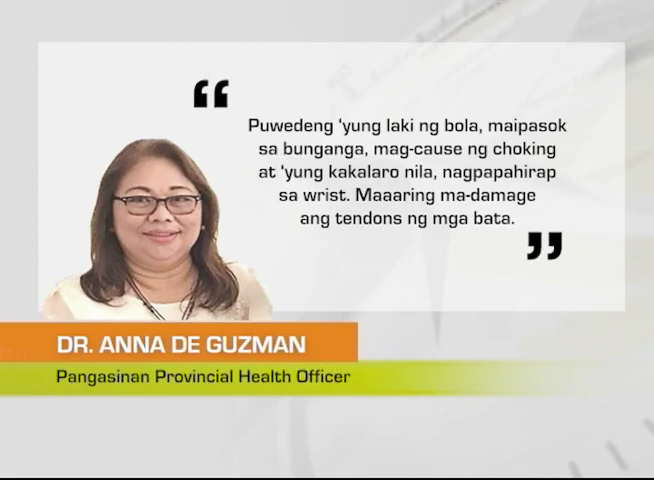 “
Puwedeng ‘yung laki ng bola, maipasok
sa bunganga, mag-cause ng choking
at ‘yung kakalaro nila, nagpapahirap
sa wrist. Maaaring ma-damage
ang tendons ng mga bata.
”
DR. ANNA DE GUZMAN
Pangasinan Provincial Health Officer